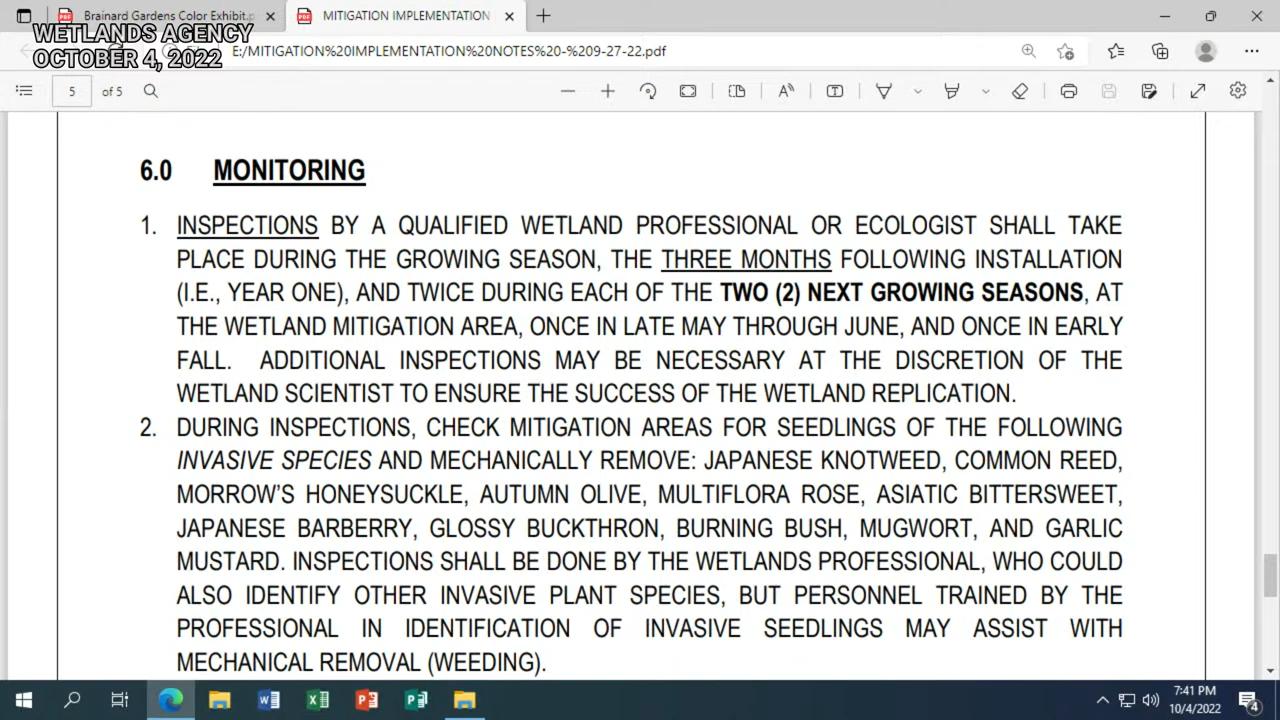 Brainard Gardens Color Exhibit.p
MITIGATION IMPLEMENTATION
WETLANDS AGENCY
OCTOBER 4, 2022
E:/MITIGATION%20IMPLEMENTATION%20NOTES%20-%209-27-22.pdf
5 of 5
6.0 MONITORING
1. INSPECTIONS BY A QUALIFIED WETLAND PROFESSIONAL OR ECOLOGIST SHALL TAKE
PLACE DURING THE GROWING SEASON, THE THREE MONTHS FOLLOWING INSTALLATION
(I.E., YEAR ONE), AND TWICE DURING EACH OF THE TWO (2) NEXT GROWING SEASONS, AT
THE WETLAND MITIGATION AREA, ONCE IN LATE MAY THROUGH JUNE, AND ONCE IN EARLY
FALL. ADDITIONAL INSPECTIONS MAY BE NECESSARY AT THE DISCRETION OF THE
WETLAND SCIENTIST TO ENSURE THE SUCCESS OF THE WETLAND REPLICATION.
2. DURING INSPECTIONS, CHECK MITIGATION AREAS FOR SEEDLINGS OF THE FOLLOWING
INVASIVE SPECIES AND MECHANICALLY REMOVE: JAPANESE KNOTWEED, COMMON REED,
MORROW'S HONEYSUCKLE, AUTUMN OLIVE, MULTIFLORA ROSE, ASIATIC BITTERSWEET,
JAPANESE BARBERRY, GLOSSY BUCKTHRON, BURNING BUSH, MUGWORT, AND GARLIC
MUSTARD. INSPECTIONS SHALL BE DONE BY THE WETLANDS PROFESSIONAL, WHO COULD
ALSO IDENTIFY OTHER INVASIVE PLANT SPECIES, BUT PERSONNEL TRAINED BY THE
PROFESSIONAL IN IDENTIFICATION OF INVASIVE SEEDLINGS MAY ASSIST WITH
MECHANICAL REMOVAL (WEEDING).
7:41 PM
10/4/2022
4